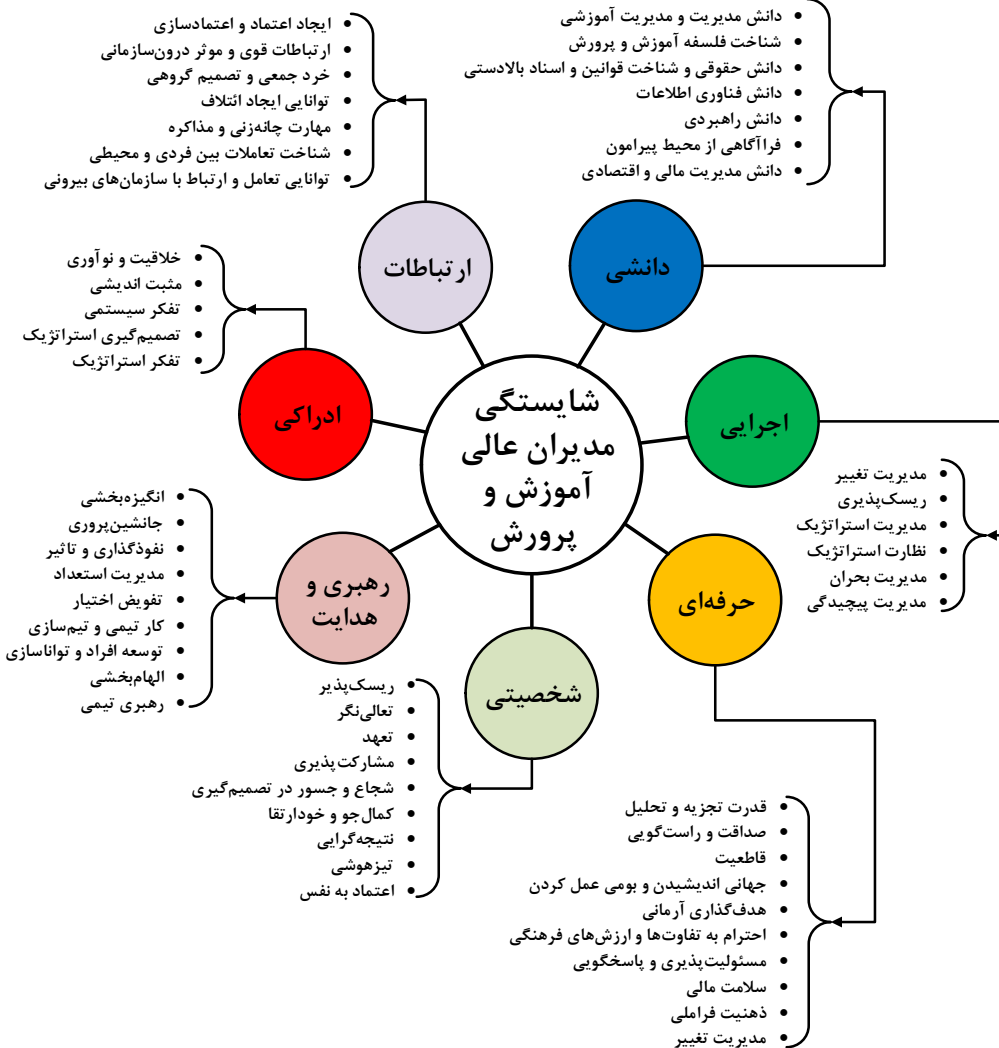 شایستگی
مدیران عالی
آموزش و
پرورش
دانشی
• دانش مدیریت و مدیریت آموزشی
• شناخت فلسفه آموزش و پرورش
• دانش حقوقی و شناخت قوانین و اسناد بالادستی
• دانش فناوری اطلاعات
• دانش راهبردی
• فراآگاهی از محیط پیرامون
• دانش مدیریت مالی و اقتصادی
اجرایی
• مدیریت تغییر
• ریسک‌پذیری
• مدیریت استراتژیک
• نظارت استراتژیک
• مدیریت بحران
• مدیریت پیچیدگی
حرفه‌ای
• قدرت تجزیه و تحلیل
• صداقت و راست‌گویی
• قاطعیت
• جهانی اندیشیدن و بومی عمل کردن
• هدف‌گذاری آرمانی
• احترام به تفاوت‌ها و ارزش‌های فرهنگی
• مسئولیت‌پذیری و پاسخگویی
• سلامت مالی
• ذهنیت فراملی
• مدیریت تغییر
شخصیتی
• ریسک‌پذیر
• تعالی‌نگر
• تعهد
• مشارکت‌پذیری
• شجاع و جسور در تصمیم‌گیری
• کمال‌جو و خودارتقا
• نتیجه‌گرایی
• تیزهوشی
• اعتماد به نفس
رهبری و
هدایت
• انگیزه‌بخشی
• جانشین‌پروری
• نفوذگذاری و تاثیر
• مدیریت استعداد
• تفویض اختیار
• کار تیمی و تیم‌سازی
• توسعه افراد و تواناسازی
• الهام‌بخشی
• رهبری تیمی
ادراکی
• خلاقیت و نوآوری
• مثبت اندیشی
• تفکر سیستمی
• تصمیم‌گیری استراتژیک
• تفکر استراتژیک
ارتباطات
• ایجاد اعتماد و اعتمادسازی
• ارتباطات قوی و موثر درون‌سازمانی
• خرد جمعی و تصمیم گروهی
• توانایی ایجاد ائتلاف
• مهارت چانه‌زنی و مذاکره
• شناخت تعاملات بین فردی و محیطی
• توانایی تعامل و ارتباط با سازمان‌های بیرونی